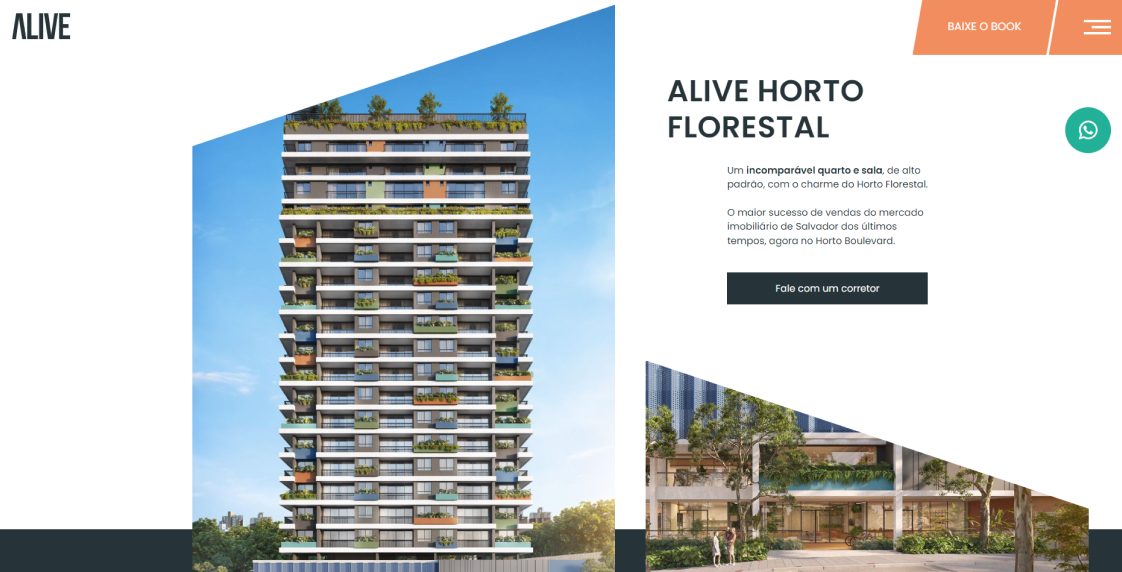 ALIVE
BAIXE O BOOK
ALIVE HORTO
FLORESTAL
Um incomparável quarto e sala, de alto
padrão, com o charme do Horto Florestal.
O maior sucesso de vendas do mercado
imobiliário de Salvador dos últimos
tempos, agora no Horto Boulevard.
Fale com um corretor